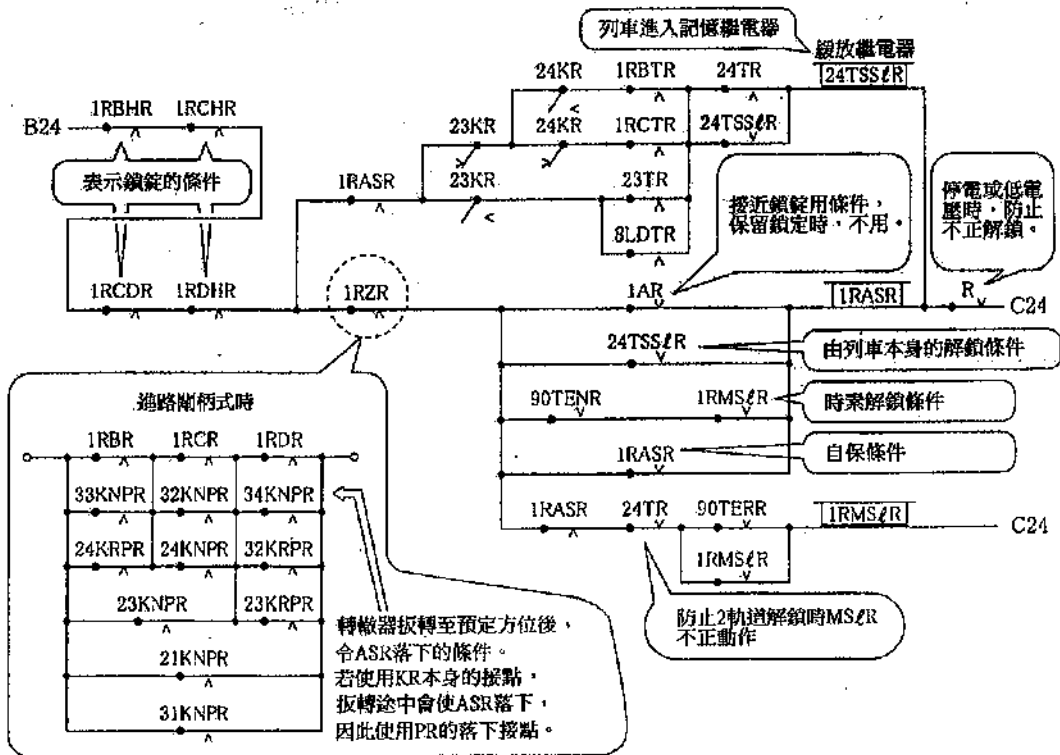 列車進入記憶繼電器
緩放繼電器
24TSSℓR
24KR 1RBTR 24TR
1RBHR 1RCHR
B24
23KR 24KR 1RCTR 24TSSℓR
表示鎖錠的條件
1RASR 23KR 23TR
接近鎖錠用條件，
保留鎖定時，不用。
停電或低電
壓時，防止
不正解鎖。
8LDTR
1RCDR 1RDHR 1RZR 1AR 1RASR R
C24
24TSSℓR
由列車本身的解鎖條件
進路閘柄式時
90TENR 1RMSℓR
時素解鎖條件
1RBR 1RCR 1RDR
1RASR
自保條件
33KNPR 32KNPR 34KNPR
1RASR 24TR 90TERR 1RMSℓR
C24
24KRPR 24KNPR 32KRPR
1RMSℓR
23KNPR 23KRPR
防止2軌道解鎖時MSℓR
不正動作
轉轍器扳轉至預定方位後，
令ASR落下的條件。
若使用KR本身的接點，
扳轉途中會使ASR落下，
因此使用PR的落下接點。
21KNPR
31KNPR